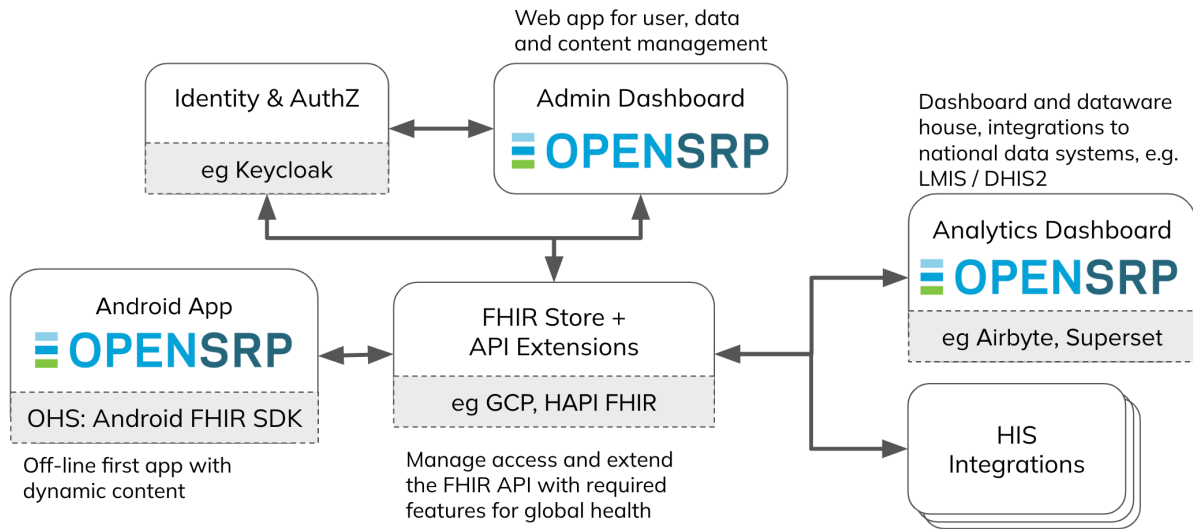 Web app for user, data
and content management
Identity & AuthZ
eg Keycloak
Admin Dashboard
OPENSRP
Dashboard and dataware
house, integrations to
national data systems, e.g.
LMIS / DHIS2
Analytics Dashboard
OPENSRP
eg Airbyte, Superset
Android App
OPENSRP
OHS: Android FHIR SDK
Off-line first app with
dynamic content
FHIR Store +
API Extensions
eg GCP, HAPI FHIR
Manage access and extend
the FHIR API with required
features for global health
HIS
Integrations